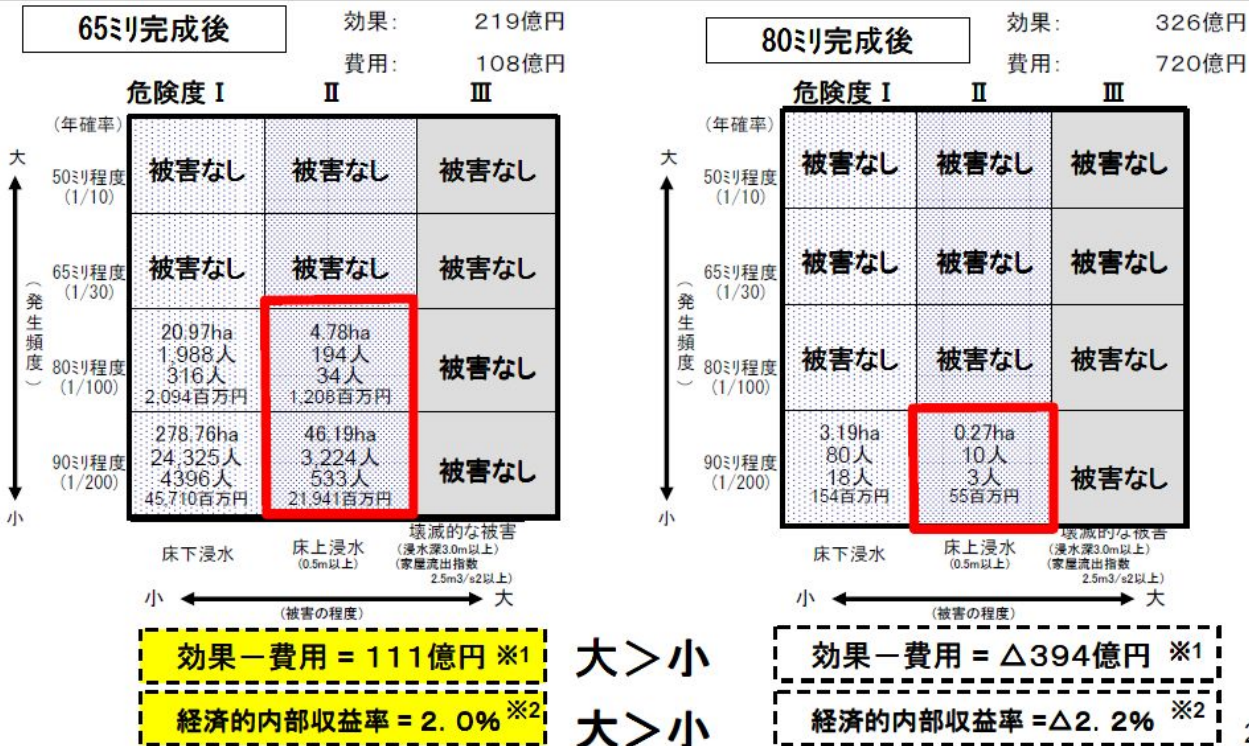 65ミリ完成後
効果: 219億円
費用: 108億円
危険度Ⅰ Ⅱ Ⅲ
(年確率)
大
(発生頻度)
小
50ミリ程度
(1/10)
被害なし 被害なし 被害なし
65ミリ程度
(1/30)
被害なし 被害なし 被害なし
80ミリ程度
(1/100)
20.97ha
1,988人
316人
2,094百万円
4.78ha
194人
34人
1,208百万円
被害なし
90ミリ程度
(1/200)
278.76ha
24,325人
4396人
45,710百万円
46.19ha
3,224人
533人
21,941百万円
被害なし
床下浸水
床上浸水
(0.5m以上)
壊滅的な被害
(浸水深3.0m以上)
(家屋流出指数
2.5m3/s2以上)
小 大
(被害の程度)
効果-費用 = 111億円 ※1
経済的内部収益率 = 2. 0% ※2
大>小
大>小
80ミリ完成後
効果: 326億円
費用: 720億円
危険度Ⅰ Ⅱ Ⅲ
(年確率)
大
(発生頻度)
小
50ミリ程度
(1/10)
被害なし 被害なし 被害なし
65ミリ程度
(1/30)
被害なし 被害なし 被害なし
80ミリ程度
(1/100)
被害なし 被害なし 被害なし
90ミリ程度
(1/200)
3.19ha
80人
18人
154百万円
0.27ha
10人
3人
55百万円
被害なし
床下浸水
床上浸水
(0.5m以上)
壊滅的な被害
(浸水深3.0m以上)
(家屋流出指数
2.5m3/s2以上)
小 大
(被害の程度)
効果-費用 = △394億円 ※1
経済的内部収益率 =△2. 2% ※2